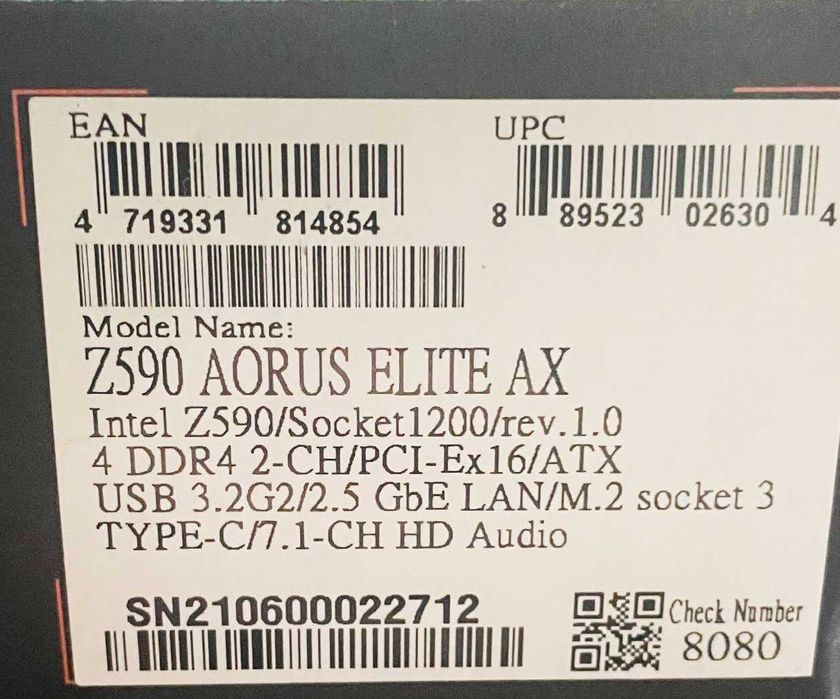 EAN
UPC
4 719331 814854
8 89523 02630 4
Model Name:
Z590 AORUS ELITE AX
Intel Z590/Socket1200/rev.1.0
4 DDR4 2-CH/PCI-Ex16/ATX
USB 3.2G2/2.5 GbE LAN/M.2 socket 3
TYPE-C/7.1-CH HD Audio
SN210600022712
Check Number
8080